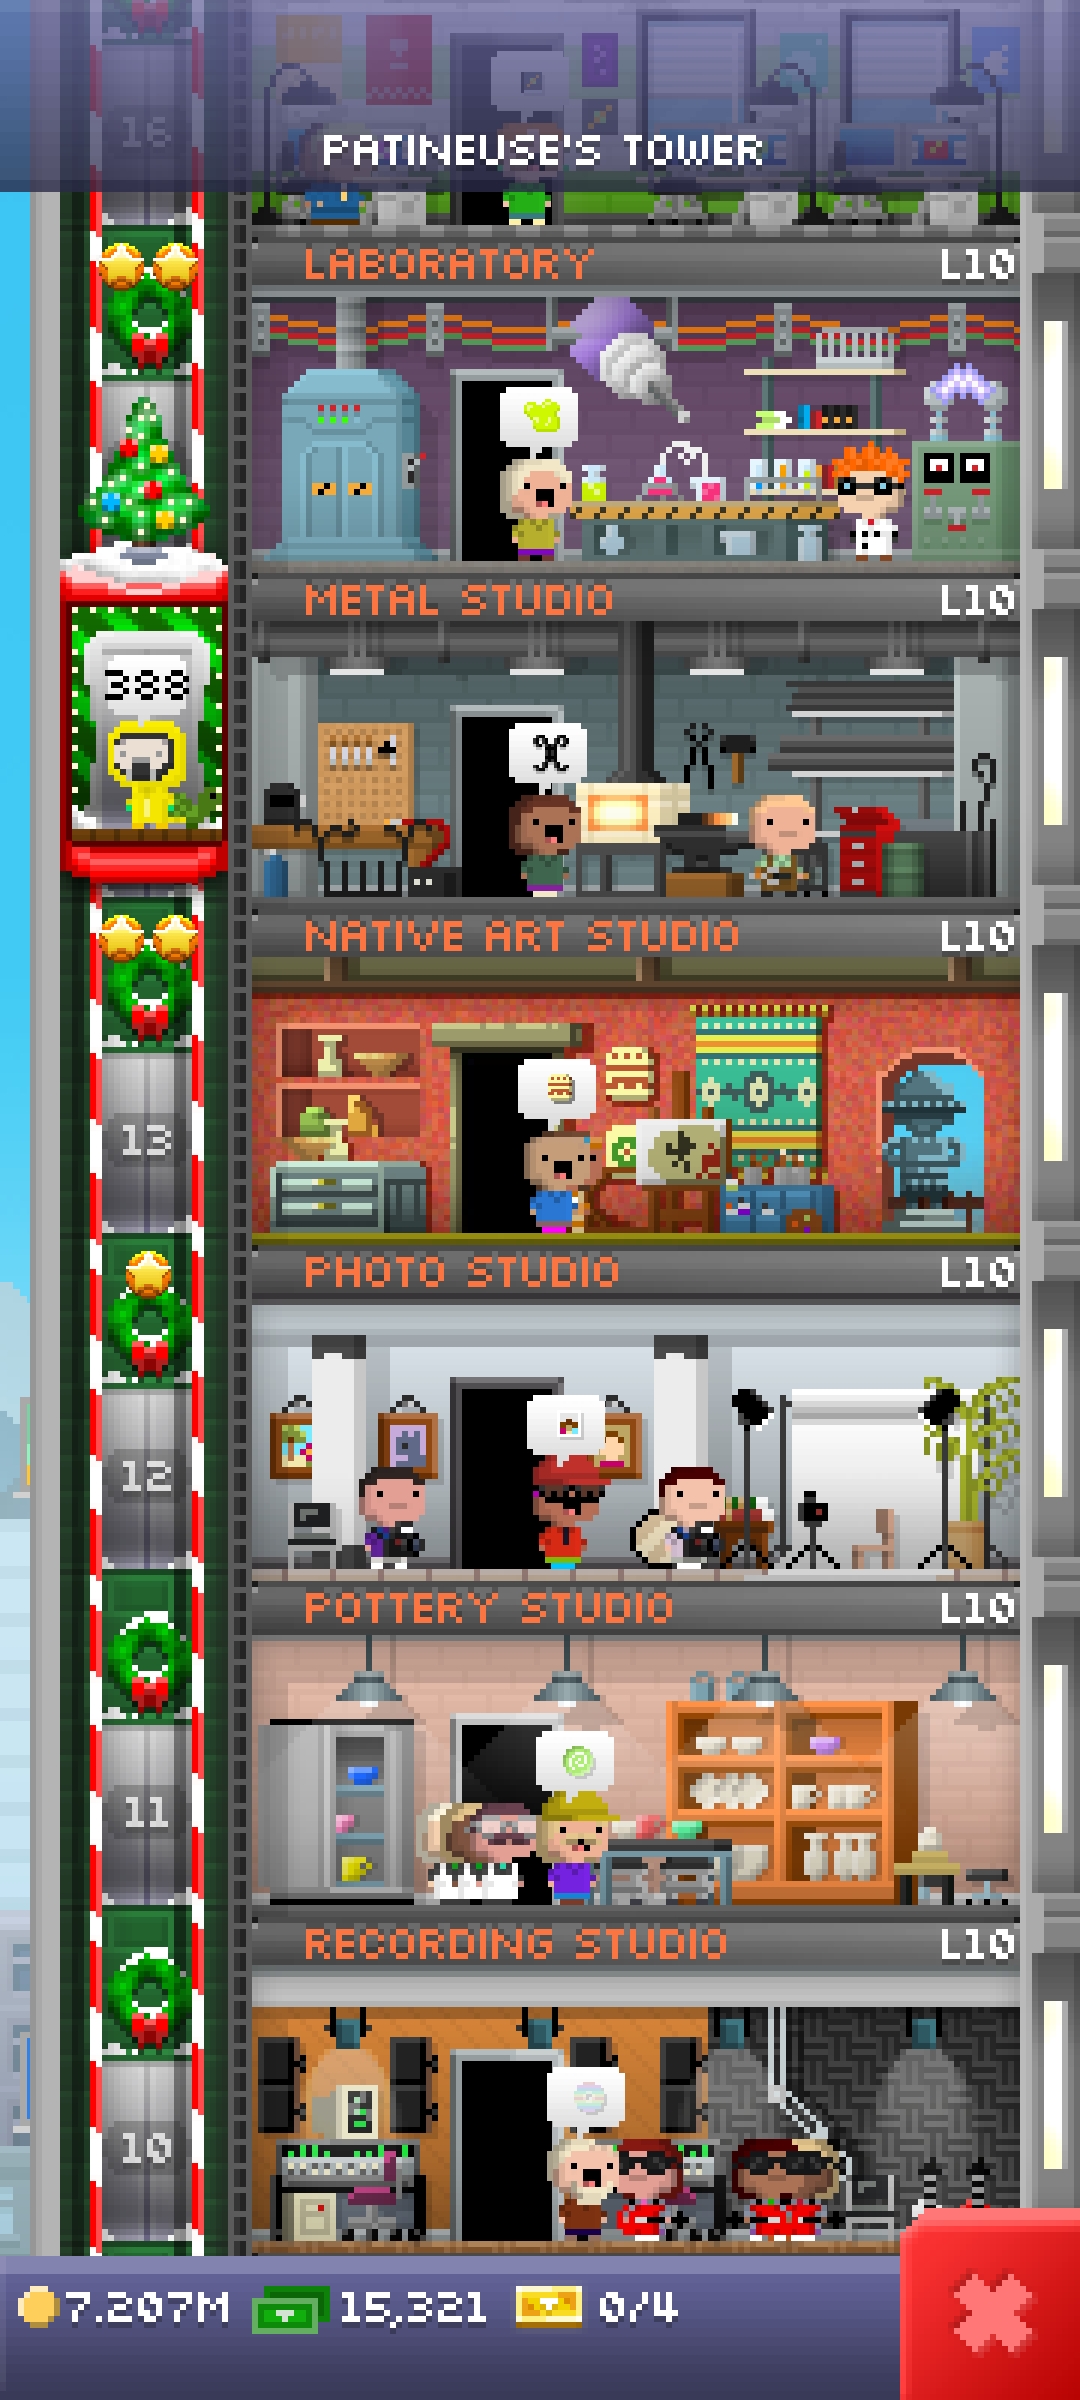 16
PATINEUSE'S TOWER
LABORATORY L10
METAL STUDIO L10
388
NATIVE ART STUDIO L10
13
PHOTO STUDIO L10
12
POTTERY STUDIO L10
11
RECORDING STUDIO L10
10
7.207M 15,321 0/4